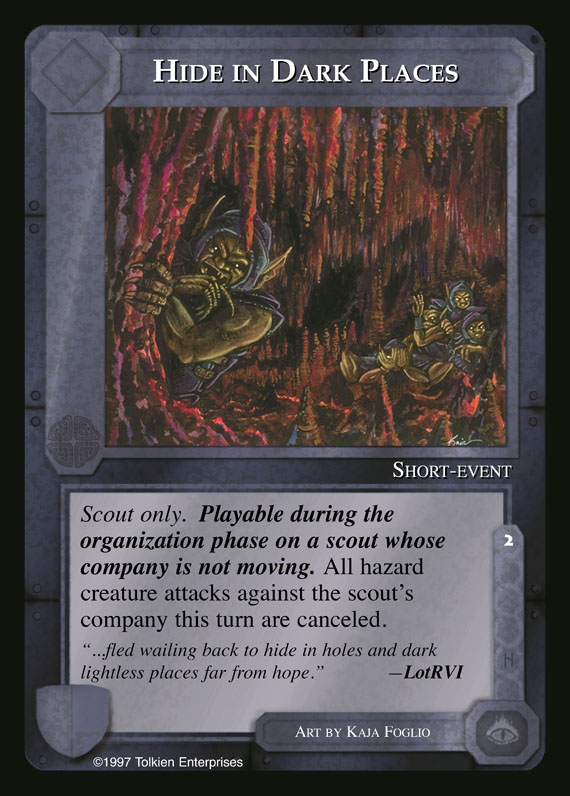 Hide in Dark Places
Kaja
Short-event
Scout only. Playable during the
organization phase on a scout whose
company is not moving. All hazard
creature attacks against the scout's
company this turn are canceled.
"...fled wailing back to hide in holes and dark
lightless places far from hope." —LotRVI
2
H
Art by Kaja Foglio
©1997 Tolkien Enterprises